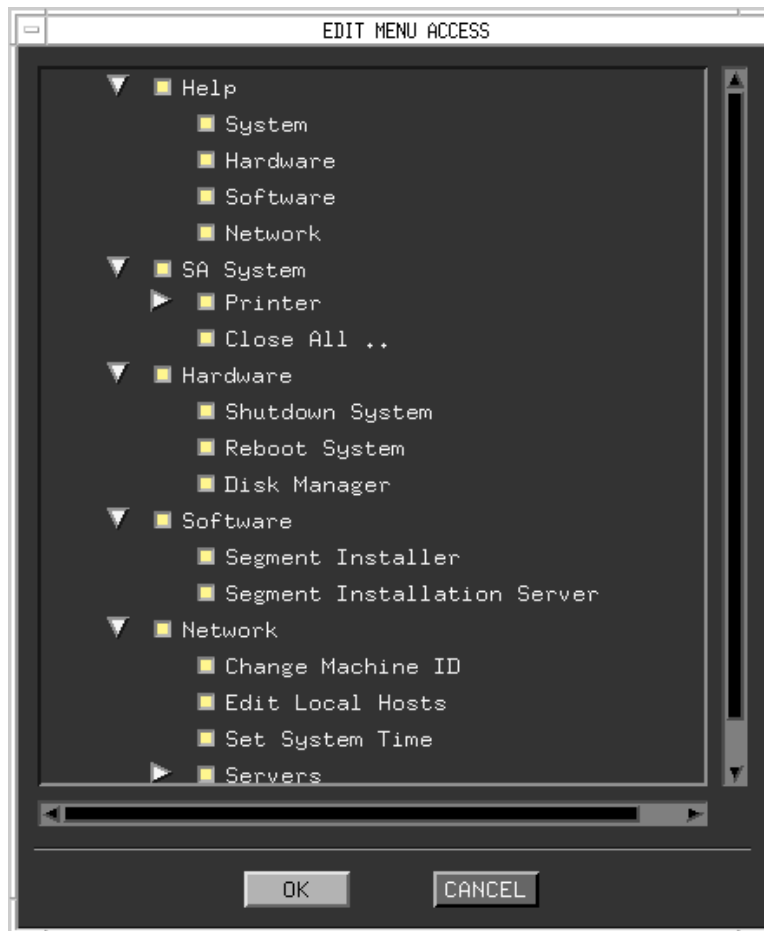 EDIT MENU ACCESS
Help
System
Hardware
Software
Network
SA System
Printer
Close All ..
Hardware
Shutdown System
Reboot System
Disk Manager
Software
Segment Installer
Segment Installation Server
Network
Change Machine ID
Edit Local Hosts
Set System Time
Servers
OK CANCEL